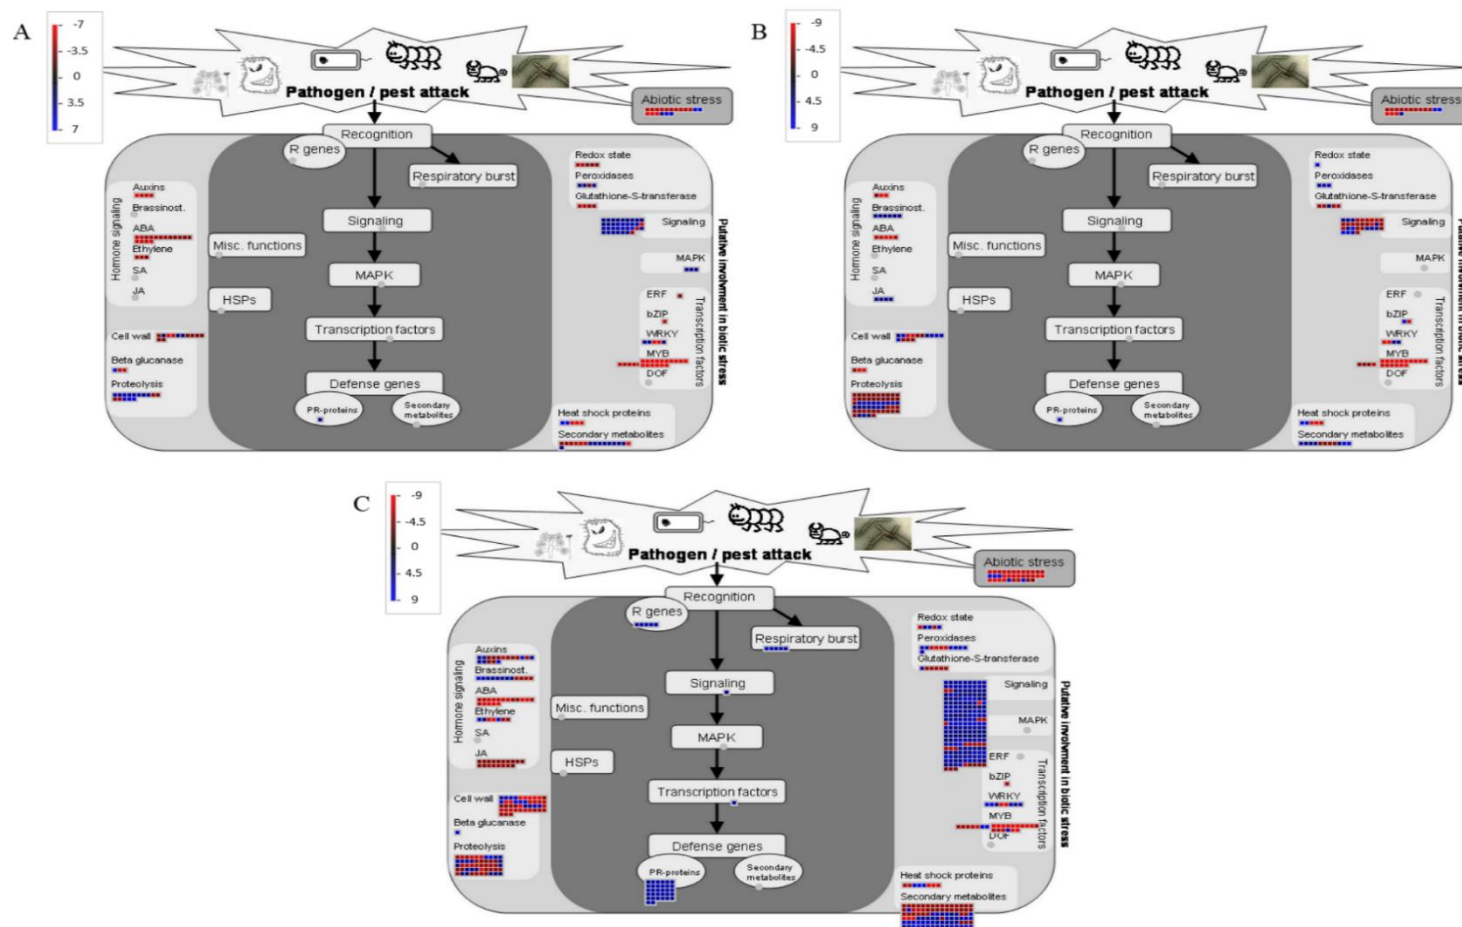 A
-7
-3.5
0
3.5
7
Pathogen / pest attack
Abiotic stress
Recognition
R genes
Respiratory burst
Redox state
Peroxidases
Glutathione-S-transferase
Hormone signaling
Auxins
Brassinost.
ABA
Ethylene
SA
JA
Signaling
Signaling
Misc. functions
MAPK
MAPK
HSPs
Transcription factors
ERF
bZIP
WRKY
MYB
DOF
Transcription factors
Putative involvment in biotic stress
Cell wall
Beta glucanase
Proteolysis
Defense genes
PR-proteins
Secondary
metabolites
Heat shock proteins
Secondary metabolites
B
-9
-4.5
0
4.5
9
Pathogen / pest attack
Abiotic stress
Recognition
R genes
Respiratory burst
Redox state
Peroxidases
Glutathione-S-transferase
Hormone signaling
Auxins
Brassinost.
ABA
Ethylene
SA
JA
Signaling
Signaling
Misc. functions
MAPK
MAPK
HSPs
Transcription factors
ERF
bZIP
WRKY
MYB
DOF
Transcription factors
Putative involvment in biotic stress
Cell wall
Beta glucanase
Proteolysis
Defense genes
PR-proteins
Secondary
metabolites
Heat shock proteins
Secondary metabolites
C
-9
-4.5
0
4.5
9
Pathogen / pest attack
Abiotic stress
Recognition
R genes
Respiratory burst
Redox state
Peroxidases
Glutathione-S-transferase
Hormone signaling
Auxins
Brassinost.
ABA
Ethylene
SA
JA
Signaling
Signaling
Misc. functions
MAPK
MAPK
HSPs
Transcription factors
ERF
bZIP
WRKY
MYB
DOF
Transcription factors
Putative involvment in biotic stress
Cell wall
Beta glucanase
Proteolysis
Defense genes
PR-proteins
Secondary
metabolites
Heat shock proteins
Secondary metabolites